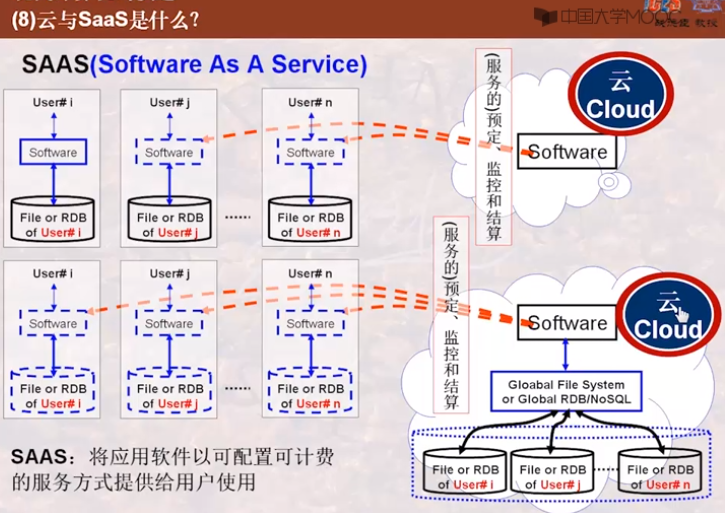 (8)云与SaaS是什么?
中国大学MOOC
教授
SAAS(Software As A Service)
User# i
User# j
User# n
Software
Software
Software
File or RDB
of User# i
File or RDB
of User# j
......
File or RDB
of User# n
(服务的)预定、监控和结算
云
Cloud
Software
User# i
User# j
User# n
Software
Software
Software
File or RDB
of User# i
File or RDB
of User# j
......
File or RDB
of User# n
(服务的)预定、监控和结算
云
Cloud
Software
Gloabal File System
or Global RDB/NoSQL
File or RDB
of User# i
File or RDB
of User# j
......
File or RDB
of User# n
SAAS：将应用软件以可配置可计费
的服务方式提供给用户使用